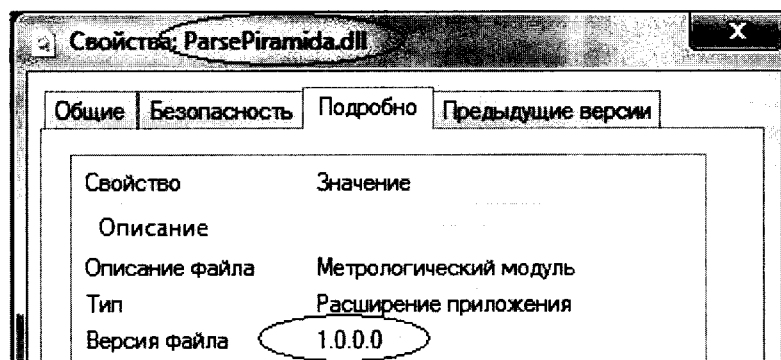 Свойства: ParsePiramida.dll
Общие Безопасность Подробно Предыдущие версии
Свойство Значение
Описание
Описание файла Метрологический модуль
Тип Расширение приложения
Версия файла 1.0.0.0